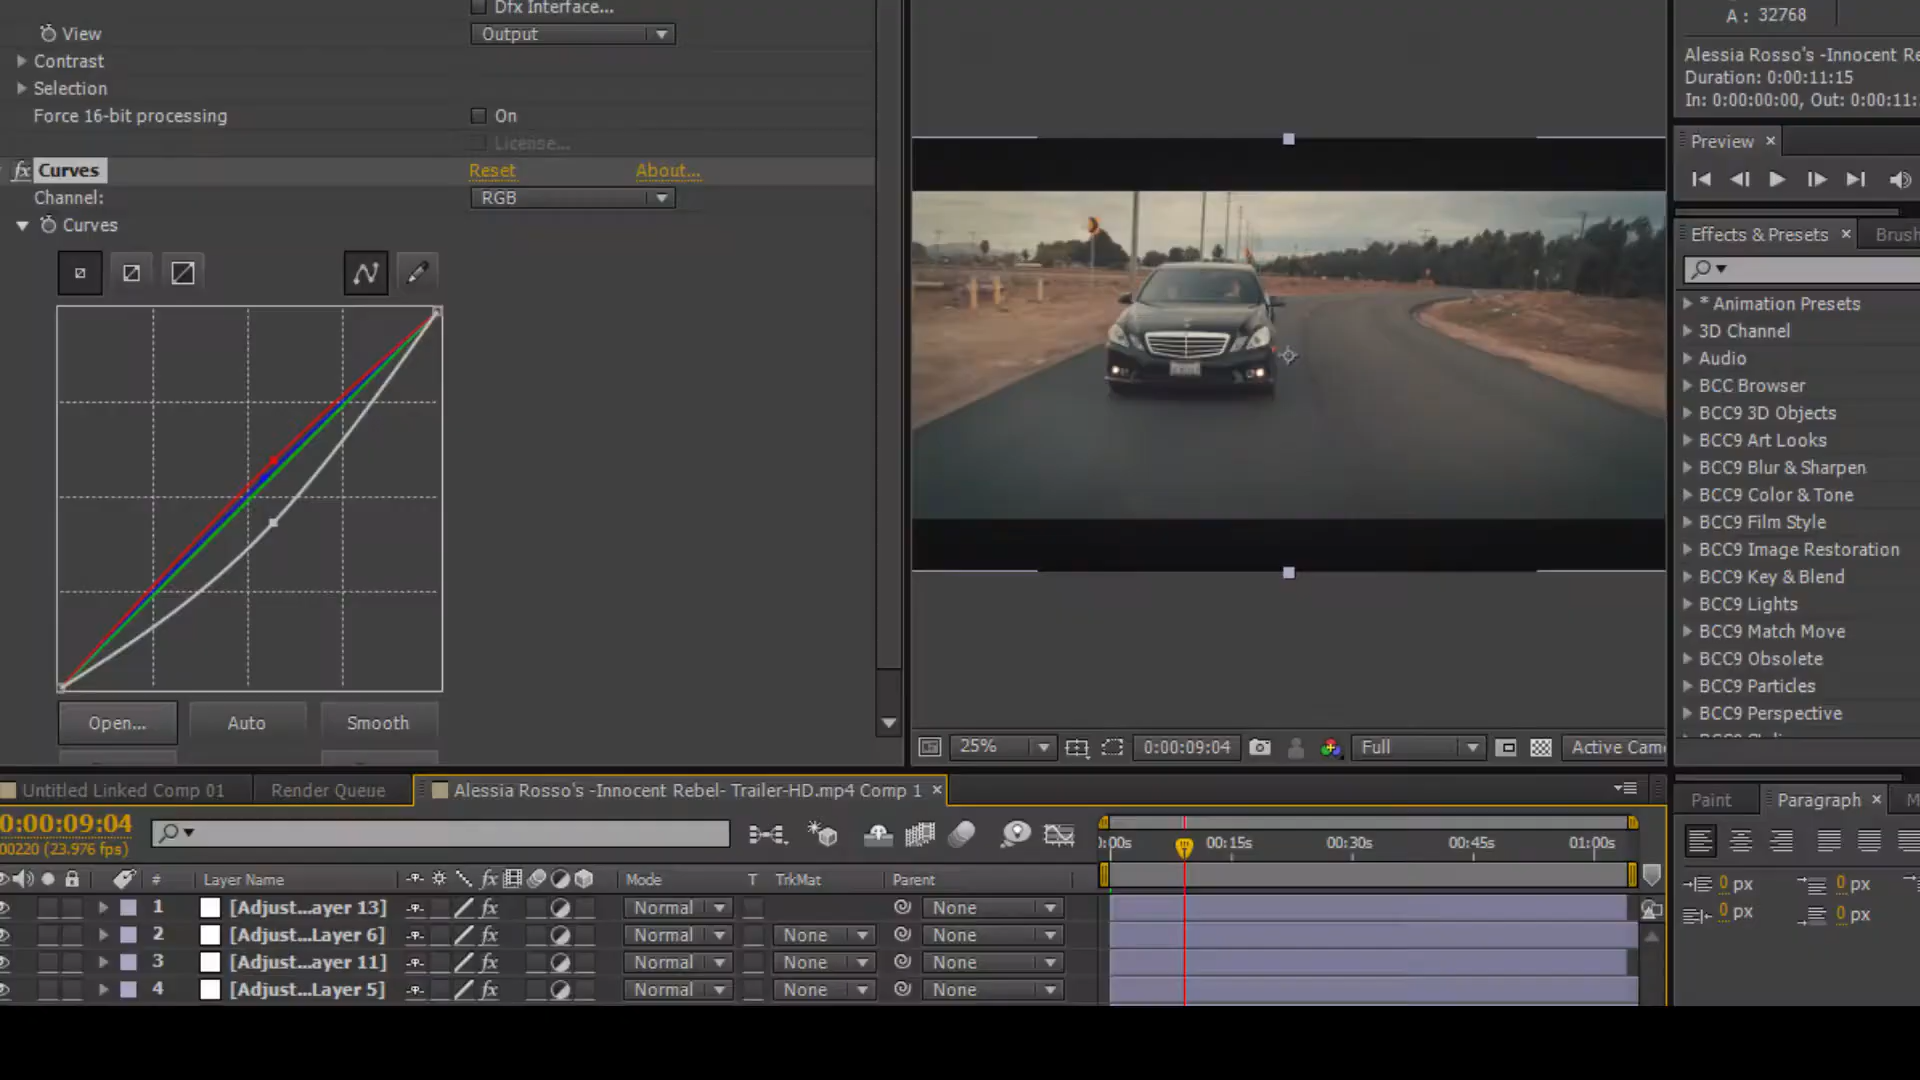 Dfx Interface...
View
Output
Contrast
Selection
Force 16-bit processing
On
License...
fx Curves
Reset
About...
Channel:
RGB
Curves
Open...
Auto
Smooth
25%
0:00:09:04
Full
Active Cam
A : 32768
Alessia Rosso's -Innocent Re
Duration: 0:00:11:15
In: 0:00:00:00, Out: 0:00:11:
Preview
Effects & Presets
Brush
* Animation Presets
3D Channel
Audio
BCC Browser
BCC9 3D Objects
BCC9 Art Looks
BCC9 Blur & Sharpen
BCC9 Color & Tone
BCC9 Film Style
BCC9 Image Restoration
BCC9 Key & Blend
BCC9 Lights
BCC9 Match Move
BCC9 Obsolete
BCC9 Particles
BCC9 Perspective
Untitled Linked Comp 01
Render Queue
Alessia Rosso's -Innocent Rebel- Trailer-HD.mp4 Comp 1
0:00:09:04
00220 (23.976 fps)
):00s 00:15s 00:30s 00:45s 01:00s
# Layer Name fx Mode T TrkMat Parent
1 [Adjust...ayer 13] fx Normal None
2 [Adjust...Layer 6] fx Normal None None
3 [Adjust...ayer 11] fx Normal None None
4 [Adjust...Layer 5] fx Normal None None
Paint
Paragraph
M
0 px 0 px
0 px 0 px